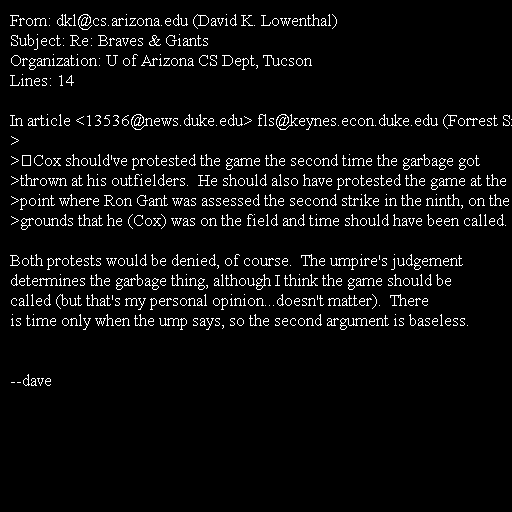 From: dkl@cs.arizona.edu (David K. Lowenthal)
Subject: Re: Braves & Giants
Organization: U of Arizona CS Dept, Tucson
Lines: 14
In article <13536@news.duke.edu> fls@keynes.econ.duke.edu (Forrest
>
>Cox should've protested the game the second time the garbage got
>thrown at his outfielders.  He should also have protested the game at the
>point where Ron Gant was assessed the second strike in the ninth, on the
>grounds that he (Cox) was on the field and time should have been called.
Both protests would be denied, of course.  The umpire's judgement
determines the garbage thing, although I think the game should be
called (but that's my personal opinion...doesn't matter).  There
is time only when the ump says, so the second argument is baseless.
--dave